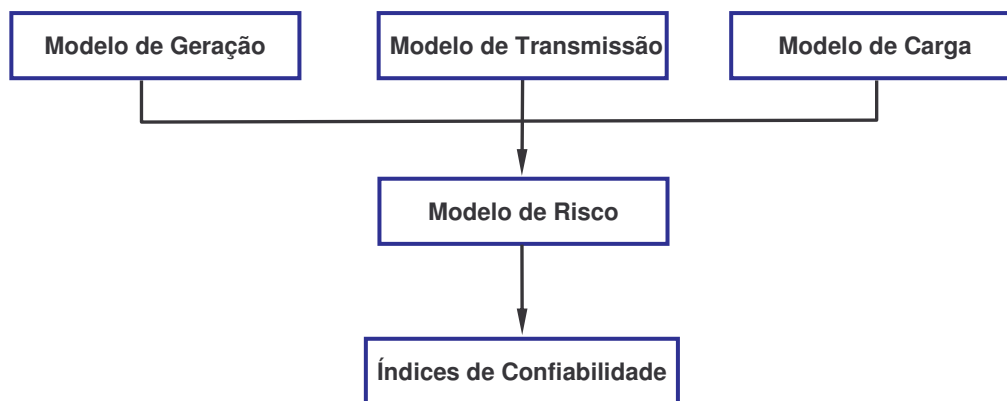 Modelo de Geração
Modelo de Transmissão
Modelo de Carga
Modelo de Risco
Índices de Confiabilidade